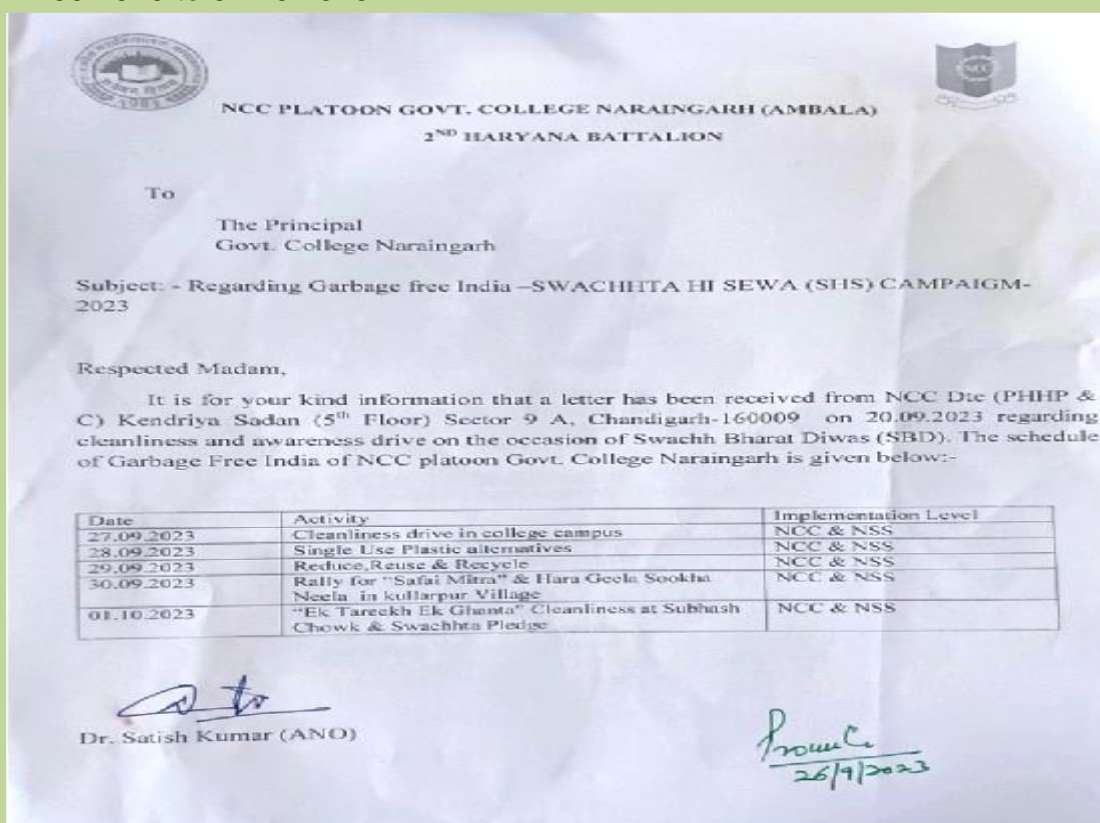 NCC PLATOON GOVT. COLLEGE NARAINGARH (AMBALA)
2ND HARYANA BATTALION
To
The Principal
Govt. College Naraingarh
Subject: - Regarding Garbage free India –SWACHHTA HI SEWA (SHS) CAMPAIGM-
2023
Respected Madam,
It is for your kind information that a letter has been received from NCC Dte (PHHP &
C) Kendriya Sadan (5th Floor) Sector 9 A, Chandigarh-160009 on 20.09.2023 regarding
cleanliness and awareness drive on the occasion of Swachh Bharat Diwas (SBD). The schedule
of Garbage Free India of NCC platoon Govt. College Naraingarh is given below:-
Date Activity Implementation Level
27.09.2023 Cleanliness drive in college campus NCC & NSS
28.09.2023 Single Use Plastic alternatives NCC & NSS
29.09.2023 Reduce,Reuse & Recycle NCC & NSS
30.09.2023 Rally for "Safai Mitra" & Hara Geela Sookha NCC & NSS
Neela in kullarpur Village
01.10.2023 "Ek Tareekh Ek Ghanta" Cleanliness at Subhash NCC & NSS
Chowk & Swachhta Pledge
Dr. Satish Kumar (ANO)
26/9/2023